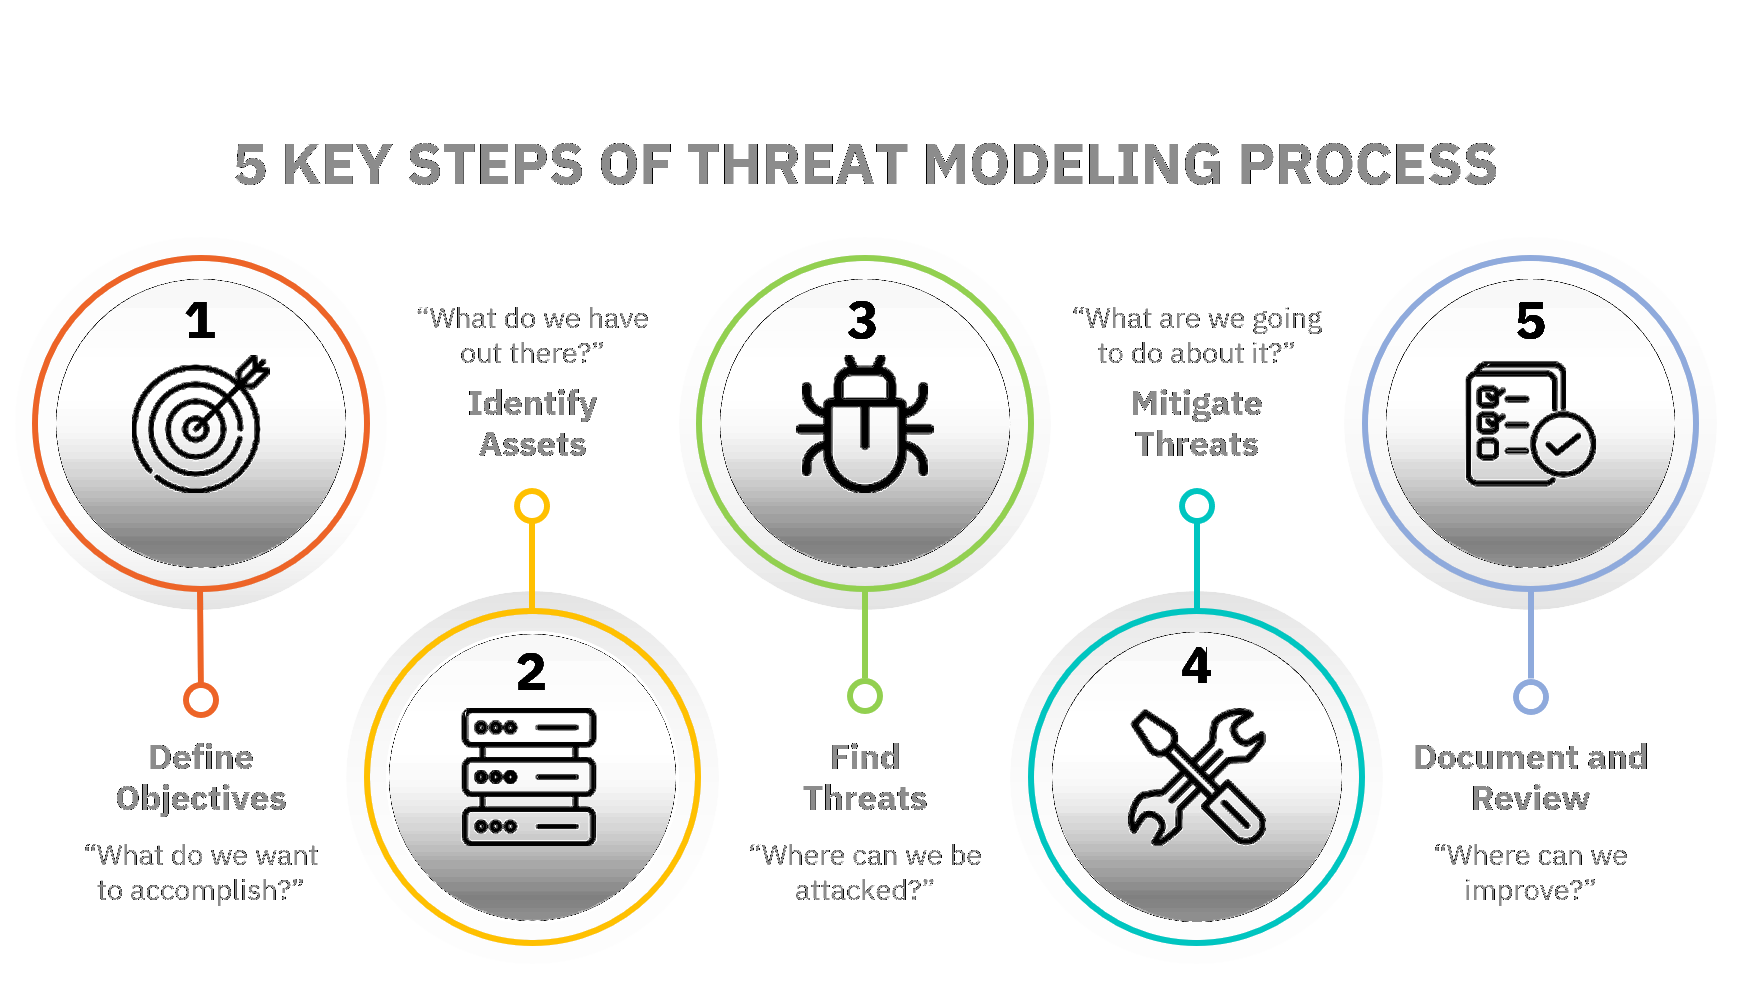 5 KEY STEPS OF THREAT MODELING PROCESS
1
Define
Objectives
“What do we want
to accomplish?”
“What do we have
out there?”
Identify
Assets
2
3
Find
Threats
“Where can we be
attacked?”
“What are we going
to do about it?”
Mitigate
Threats
4
5
Document and
Review
“Where can we
improve?”